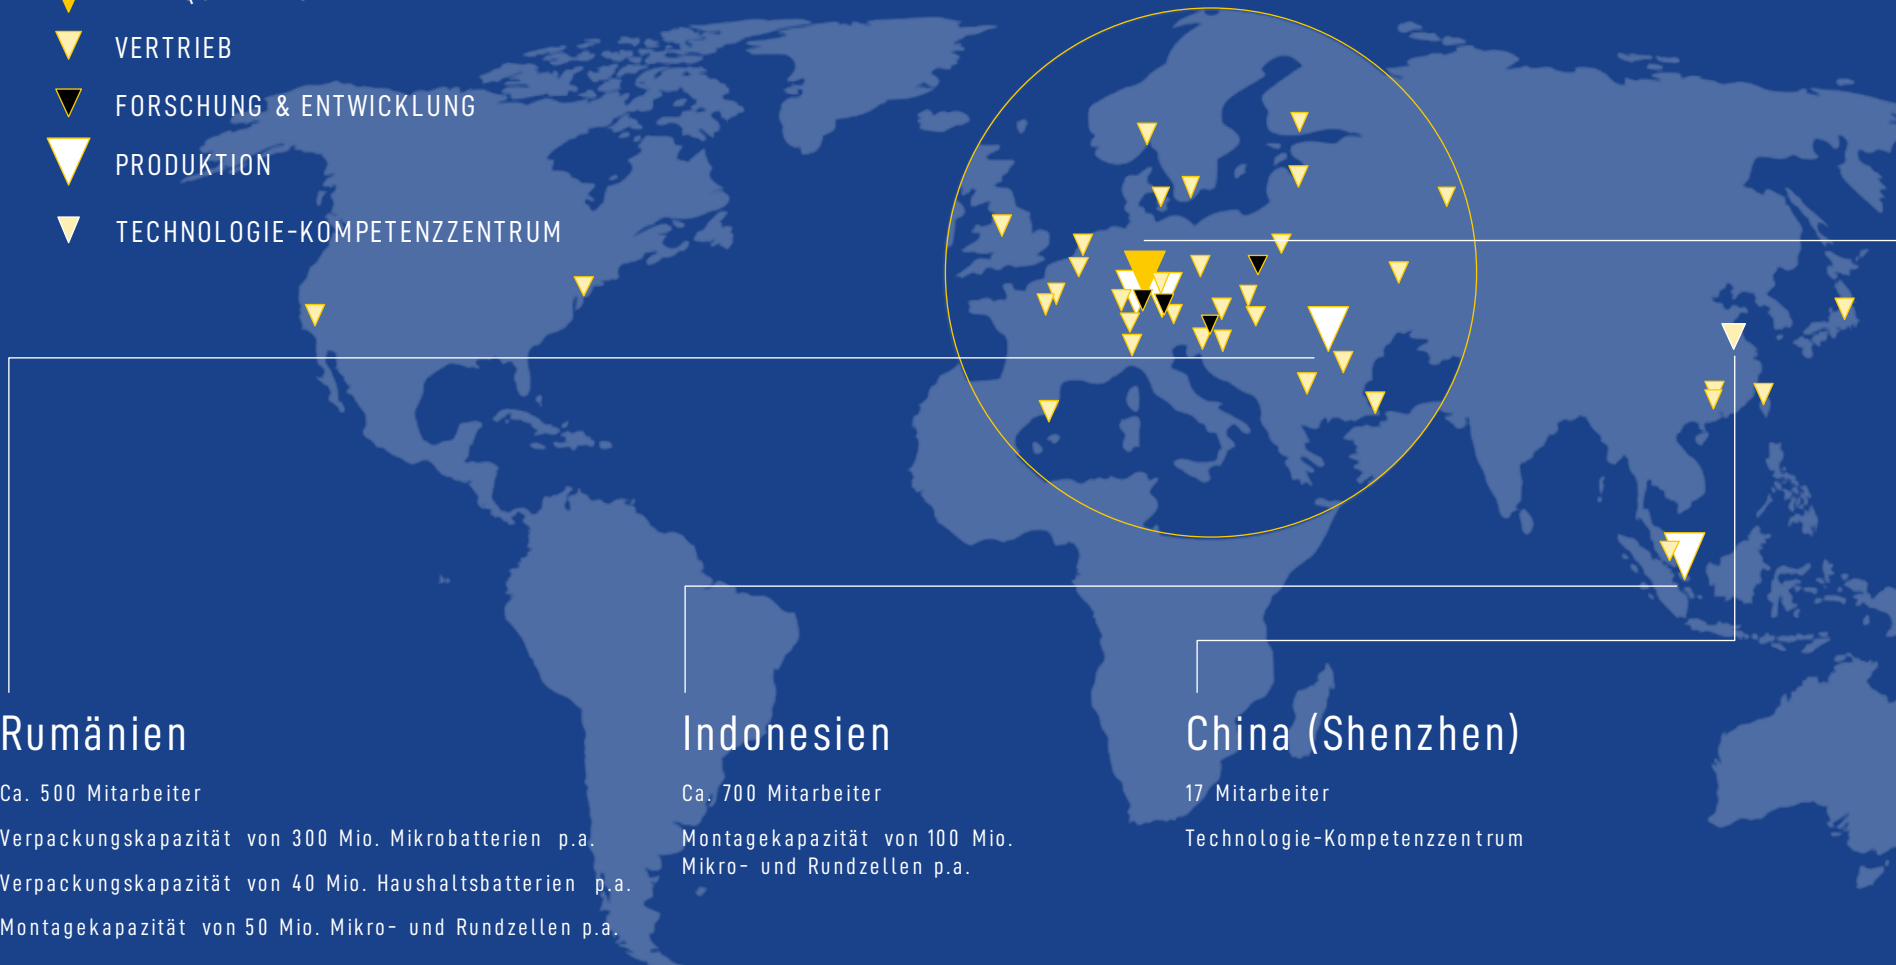 VERTRIEB
FORSCHUNG & ENTWICKLUNG
PRODUKTION
TECHNOLOGIE-KOMPETENZZENTRUM
Rumänien
Ca. 500 Mitarbeiter
Verpackungskapazität von 300 Mio. Mikrobatterien p.a.
Verpackungskapazität von 40 Mio. Haushaltsbatterien p.a.
Montagekapazität von 50 Mio. Mikro- und Rundzellen p.a.
Indonesien
Ca. 700 Mitarbeiter
Montagekapazität von 100 Mio.
Mikro- und Rundzellen p.a.
China (Shenzhen)
17 Mitarbeiter
Technologie-Kompetenzzentrum